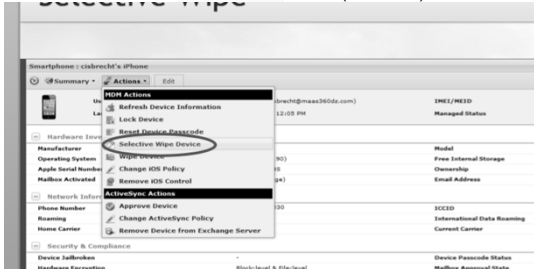 Selective Wipe
Smartphone : cisbrecht's iPhone
Summary Actions Edit
MDM Actions
Refresh Device Information
Lock Device
Reset Device Passcode
Selective Wipe Device
Wipe Device
Change iOS Policy
Remove iOS Control
ActiveSync Actions
Approve Device
Change ActiveSync Policy
Remove Device from Exchange Server
brecht@maas360ds.com) IMEI/MEID
12:05 PM Managed Status
Hardware Inve
Manufacturer Model
Operating System Free Internal Storage
Apple Serial Number Ownership
Mailbox Activated Email Address
Network Inform
Phone Number ICCID
Roaming International Data Roaming
Home Carrier Current Carrier
Security & Compliance
Device Jailbroken - Device Passcode Status
Hardware Encryption Block-level & File-level Mailbox Approval State